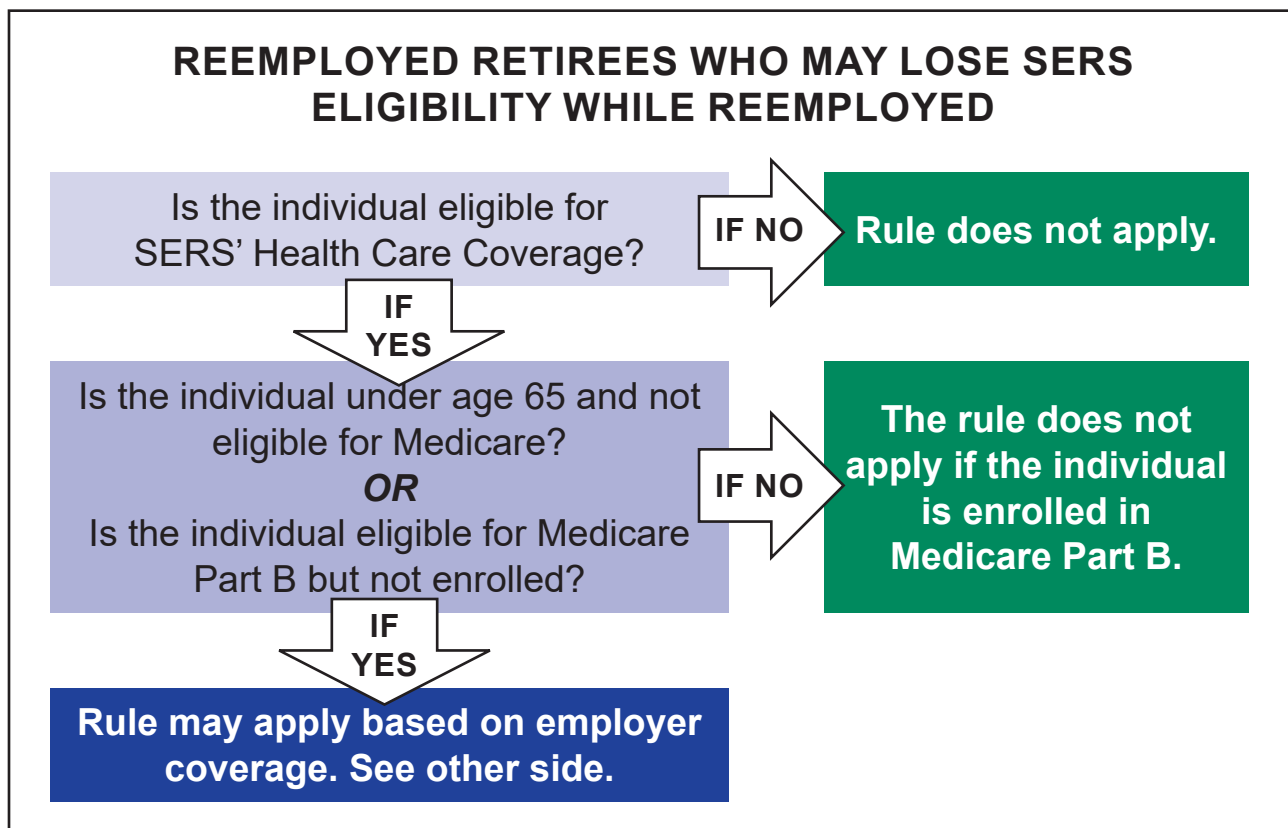 REEMPLOYED RETIREES WHO MAY LOSE SERS
ELIGIBILITY WHILE REEMPLOYED
Is the individual eligible for
SERS’ Health Care Coverage?
IF NO
Rule does not apply.
IF
YES
Is the individual under age 65 and not
eligible for Medicare?
OR
Is the individual eligible for Medicare
Part B but not enrolled?
IF NO
The rule does not
apply if the individual
is enrolled in
Medicare Part B.
IF
YES
Rule may apply based on employer
coverage. See other side.